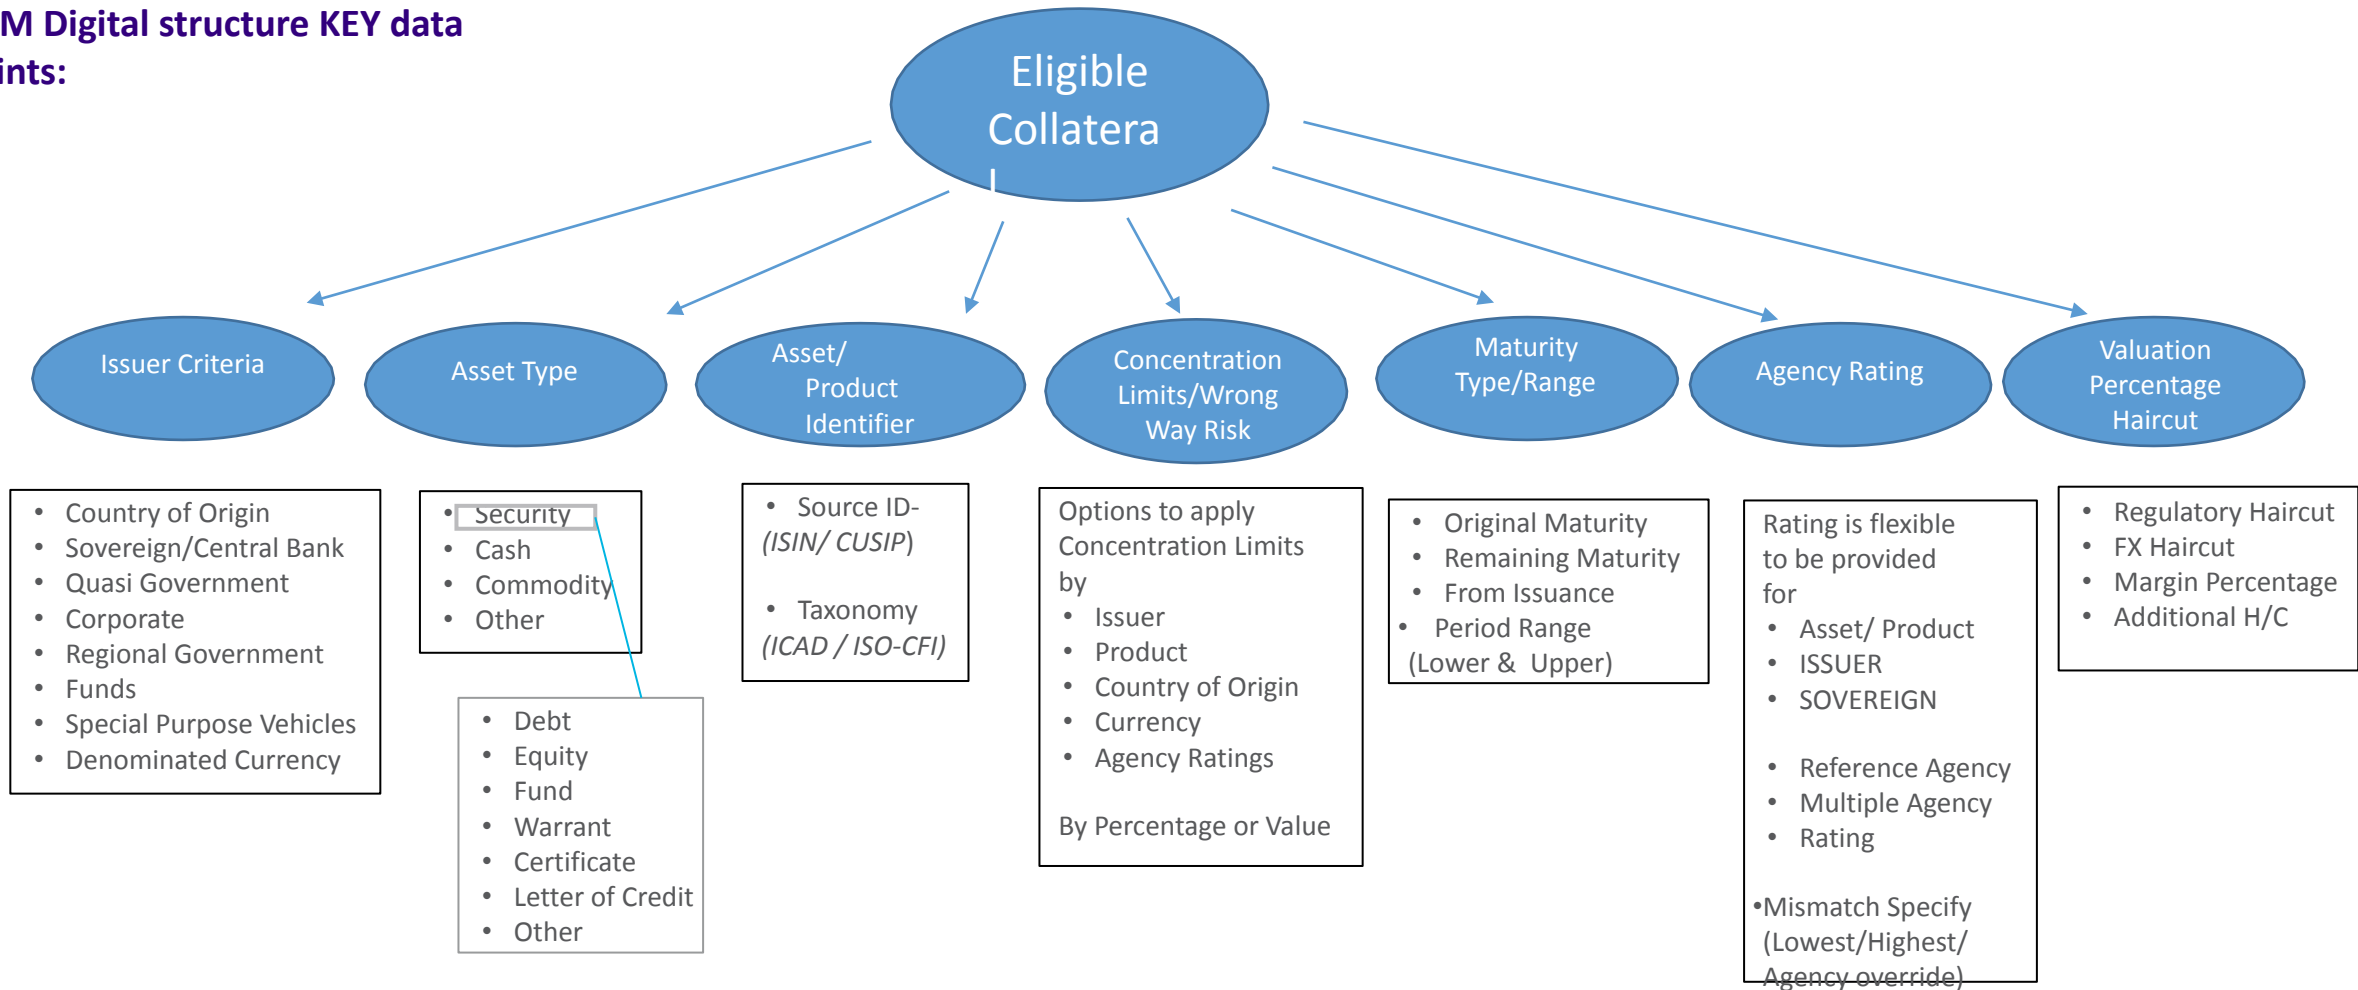 M Digital structure KEY data
ints:
Eligible
Collatera
l
Issuer Criteria
Asset Type
Asset/
Product
Identifier
Concentration
Limits/Wrong
Way Risk
Maturity
Type/Range
Agency Rating
Valuation
Percentage
Haircut
• Country of Origin
• Sovereign/Central Bank
• Quasi Government
• Corporate
• Regional Government
• Funds
• Special Purpose Vehicles
• Denominated Currency
• Security
• Cash
• Commodity
• Other
• Debt
• Equity
• Fund
• Warrant
• Certificate
• Letter of Credit
• Other
• Source ID-
(ISIN/ CUSIP)
• Taxonomy
(ICAD / ISO-CFI)
Options to apply
Concentration Limits
by
• Issuer
• Product
• Country of Origin
• Currency
• Agency Ratings
By Percentage or Value
• Original Maturity
• Remaining Maturity
• From Issuance
• Period Range
(Lower & Upper)
Rating is flexible
to be provided
for
• Asset/ Product
• ISSUER
• SOVEREIGN
• Reference Agency
• Multiple Agency
• Rating
•Mismatch Specify
(Lowest/Highest/
Agency override)
• Regulatory Haircut
• FX Haircut
• Margin Percentage
• Additional H/C